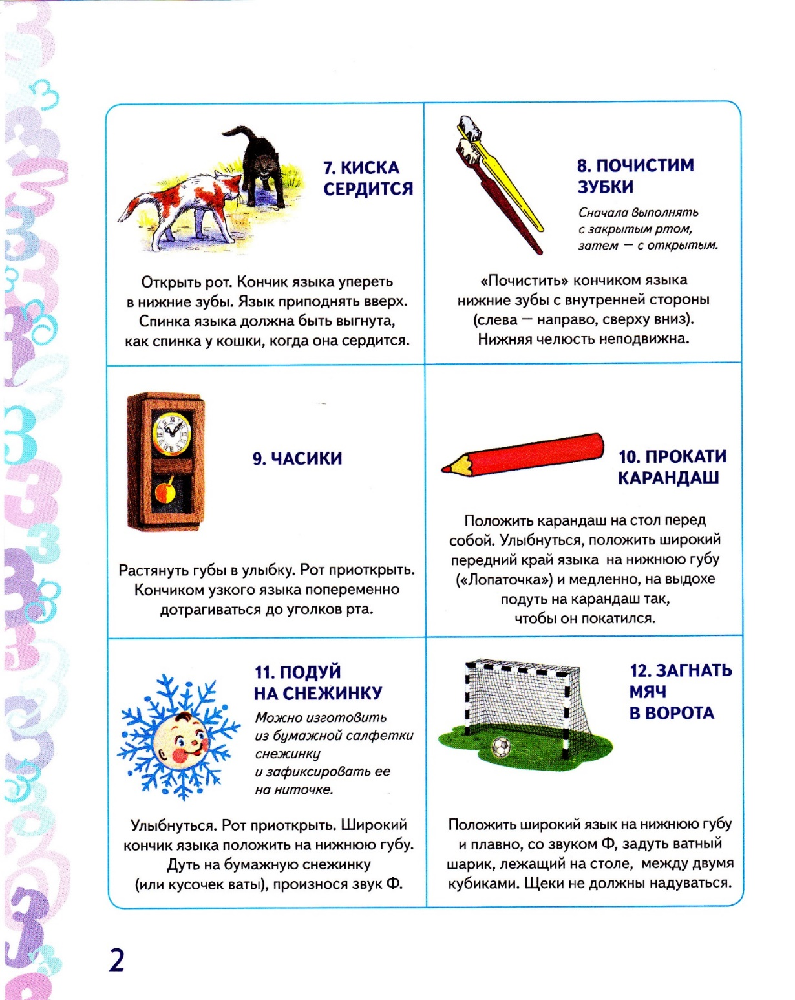 7. КИСКА
СЕРДИТСЯ
Открыть рот. Кончик языка упереть
в нижние зубы. Язык приподнять вверх.
Спинка языка должна быть выгнута,
как спинка у кошки, когда она сердится.
8. ПОЧИСТИМ
ЗУБКИ
Сначала выполнять
с закрытым ртом,
затем — с открытым.
«Почистить» кончиком языка
нижние зубы с внутренней стороны
(слева — направо, сверху вниз).
Нижняя челюсть неподвижна.
9. ЧАСИКИ
Растянуть губы в улыбку. Рот приоткрыть.
Кончиком узкого языка попеременно
дотрагиваться до уголков рта.
10. ПРОКАТИ
КАРАНДАШ
Положить карандаш на стол перед
собой. Улыбнуться, положить широкий
передний край языка на нижнюю губу
(«Лопаточка») и медленно, на выдохе
подуть на карандаш так,
чтобы он покатился.
11. ПОДУЙ
НА СНЕЖИНКУ
Можно изготовить
из бумажной салфетки
снежинку
и зафиксировать ее
на ниточке.
Улыбнуться. Рот приоткрыть. Широкий
кончик языка положить на нижнюю губу.
Дуть на бумажную снежинку
(или кусочек ваты), произнося звук Ф.
12. ЗАГНАТЬ
МЯЧ
В ВОРОТА
Положить широкий язык на нижнюю губу
и плавно, со звуком Ф, задуть ватный
шарик, лежащий на столе, между двумя
кубиками. Щеки не должны надуваться.
2